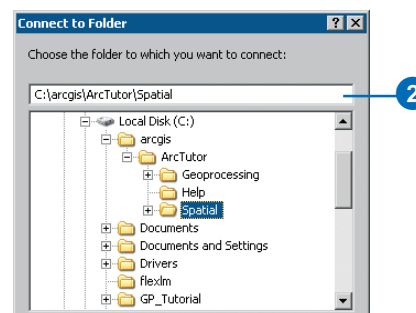 Connect to Folder
Choose the folder to which you want to connect:
C:\arcgis\ArcTutor\Spatial
2
Local Disk (C:)
arcgis
ArcTutor
Geoprocessing
Help
Spatial
Documents
Documents and Settings
Drivers
flexlm
GP_Tutorial